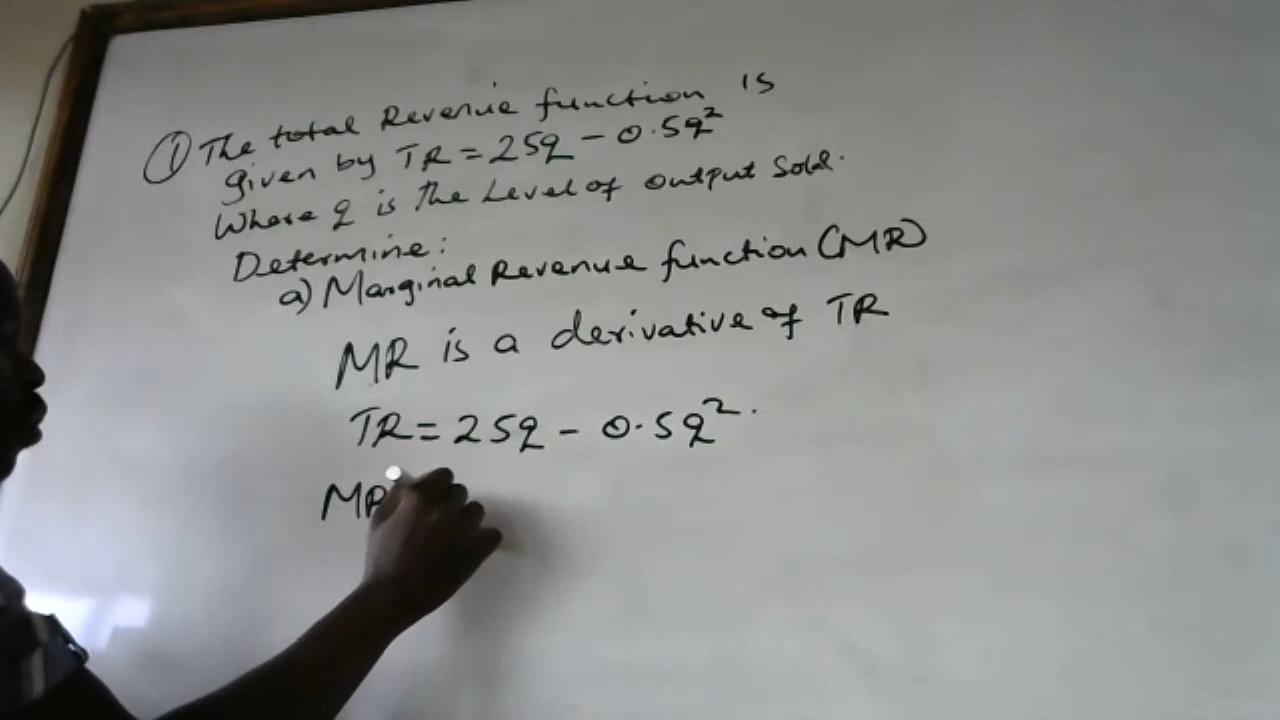 ① The total Revenue function is
given by TR = 25q - 0.5q²
Where q is the Level of output Sold.
Determine:
a) Marginal Revenue function (MR)
MR is a derivative of TR
TR = 25q - 0.5q².
MR